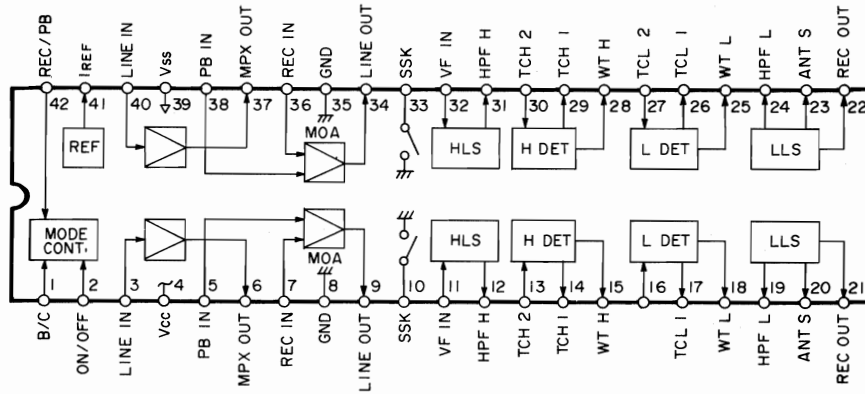 REC/PB IREF LINE IN Vss PB IN MPX OUT REC IN GND LINE OUT SSK VF IN HPF H TCH 2 TCH 1 WT H TCL 2 TCL 1 WT L HPF L ANT S REC OUT
42 41 40 39 38 37 36 35 34 33 32 31 30 29 28 27 26 25 24 23 22
REF MOA HLS H DET L DET LLS
MODE
CONT.
MOA HLS H DET L DET LLS
1 2 3 4 5 6 7 8 9 10 11 12 13 14 15 16 17 18 19 20 21
B/C ON/OFF LINE IN Vcc PB IN MPX OUT REC IN GND LINE OUT SSK VF IN HPF H TCH 2 TCH 1 WT H TCL 1 WT L HPF L ANT S REC OUT